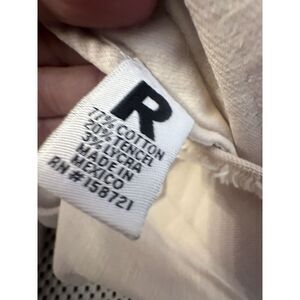 R
77% COTTON
20% TENCEL
3% LYCRA
MADE IN
MEXICO
RN #158721